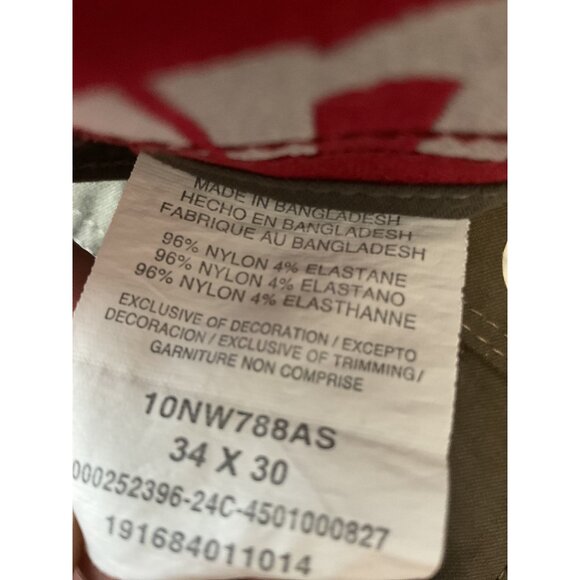 MADE IN BANGLADESH
HECHO EN BANGLADESH
FABRIQUE AU BANGLADESH
96% NYLON 4% ELASTANE
96% NYLON 4% ELASTANO
96% NYLON 4% ELASTHANNE
EXCLUSIVE OF DECORATION / EXCEPTO
DECORACION / EXCLUSIVE OF TRIMMING /
GARNITURE NON COMPRISE
10NW788AS
34 X 30
000252396-24C-4501000827
191684011014